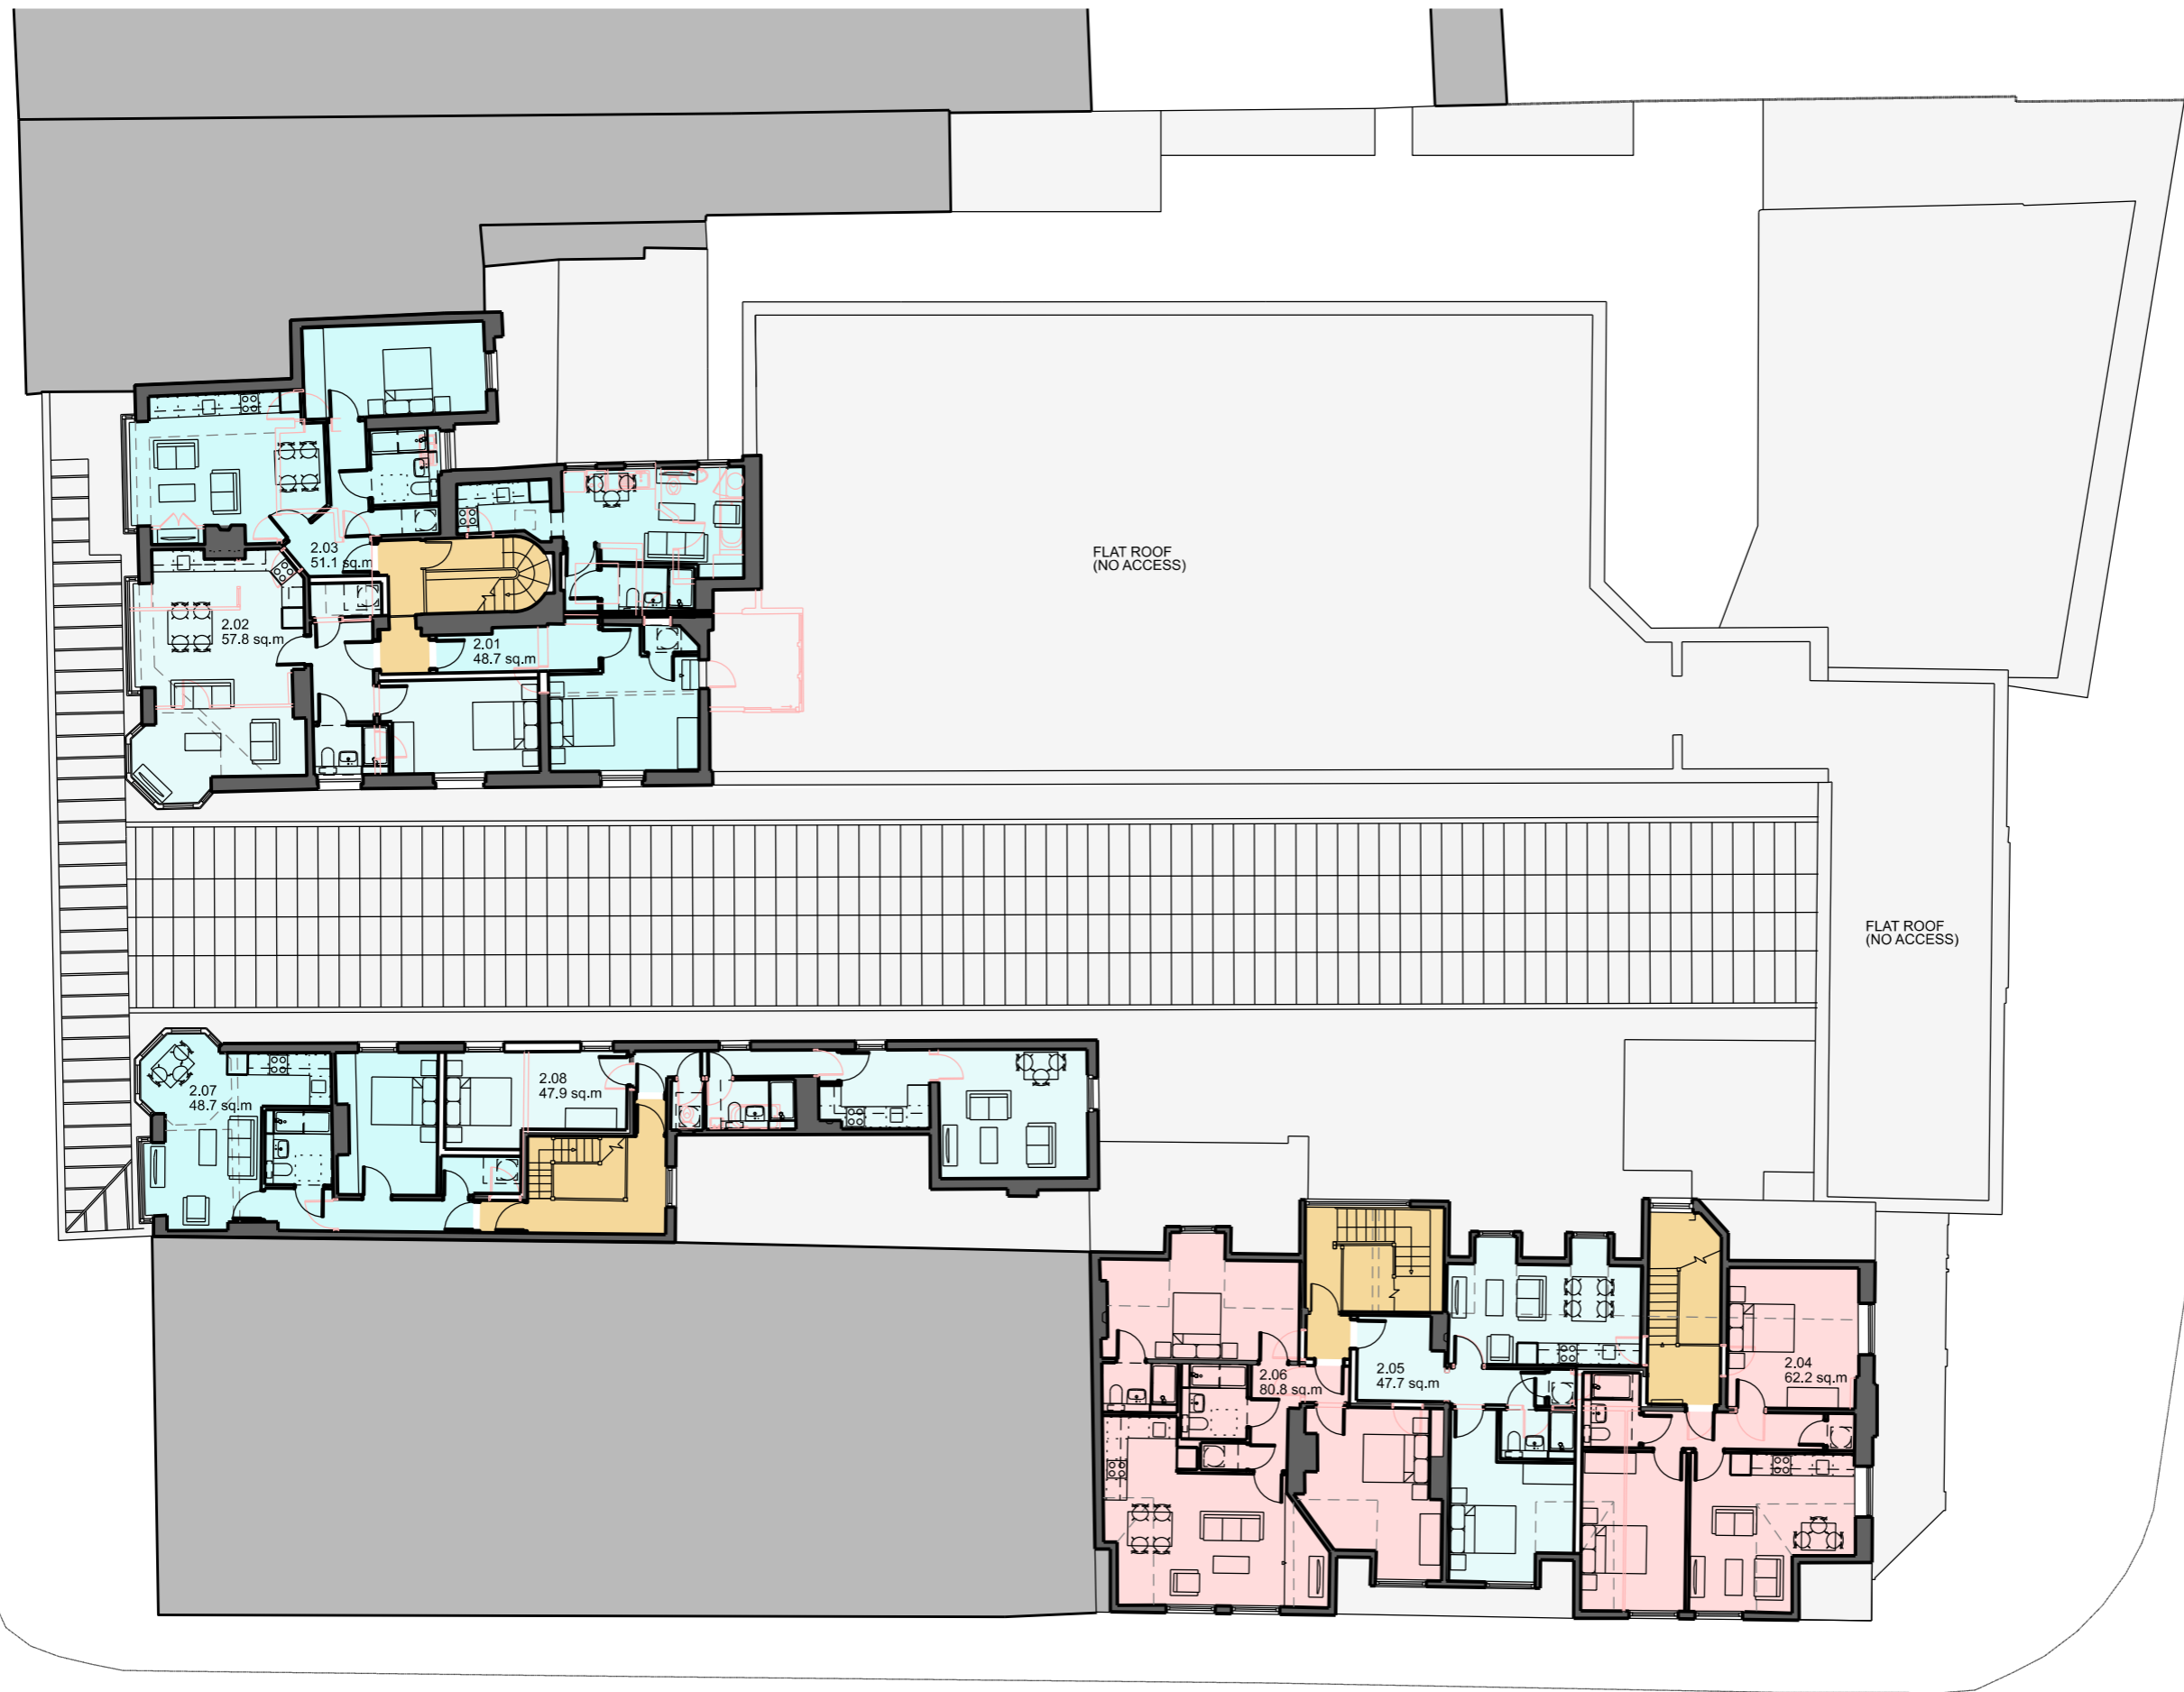 FLAT ROOF
(NO ACCESS)
2.03
51.1 sq.m
2.02
57.8 sq.m
L
2.01
48.7 sq.m
FLAT ROOF
(NO ACCESS)
2.08
47.9 sq.m
2.07
48.7 sq.m
L
2.06
80.8 sq.m
2.05
47.7 sq.m
2.04
62.2 sq.m